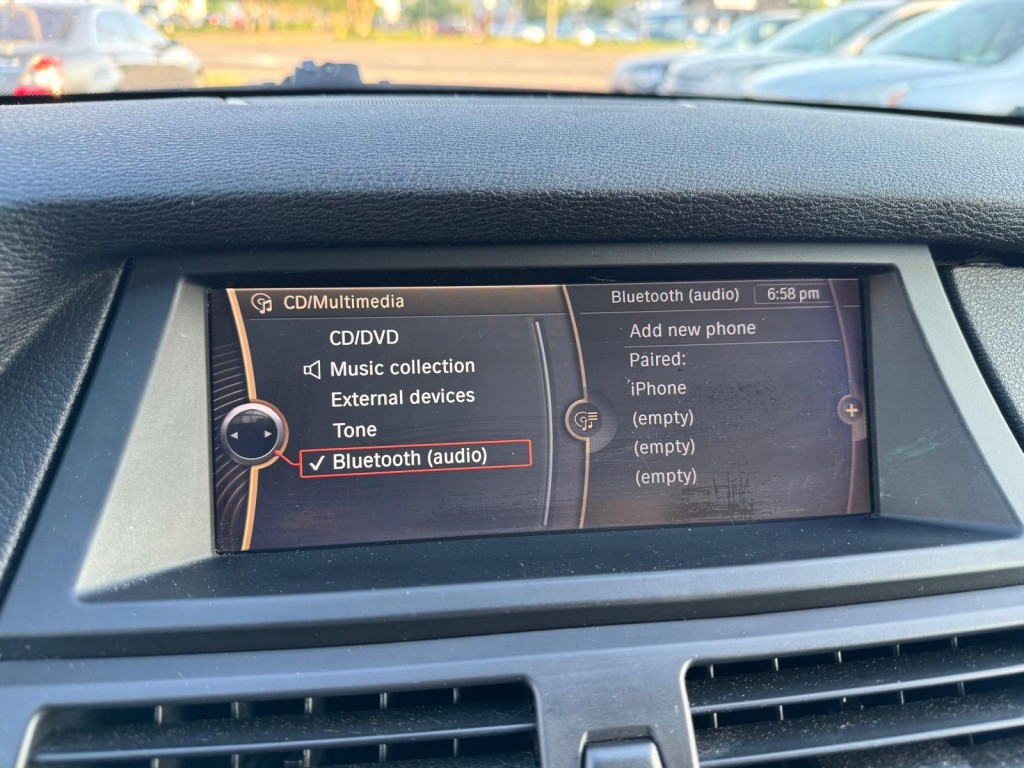 CD/Multimedia
CD/DVD
Music collection
External devices
Tone
Bluetooth (audio)
Bluetooth (audio) 6:58 pm
Add new phone
Paired:
iPhone
(empty)
(empty)
(empty)